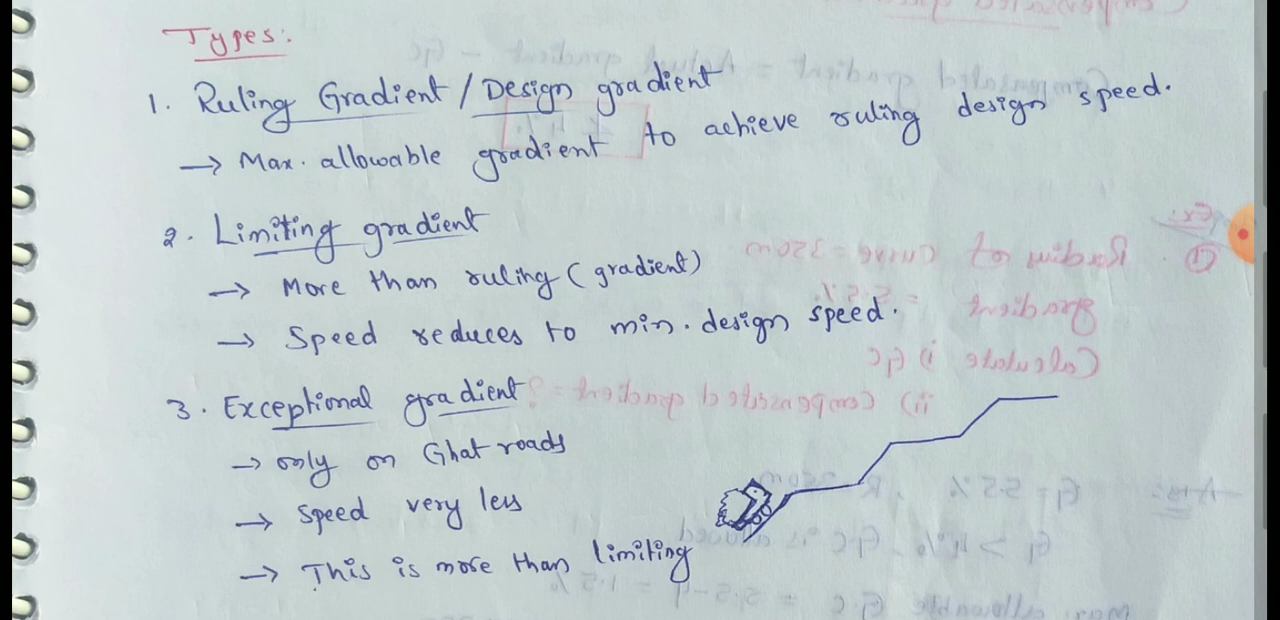 Types:
1. Ruling Gradient / Design gradient
→ Max. allowable gradient to achieve ruling design speed.
2. Limiting gradient
→ More than ruling (gradient)
→ Speed reduces to min. design speed.
3. Exceptional gradient
→ only on Ghat roads
→ Speed very less
→ This is more than limiting